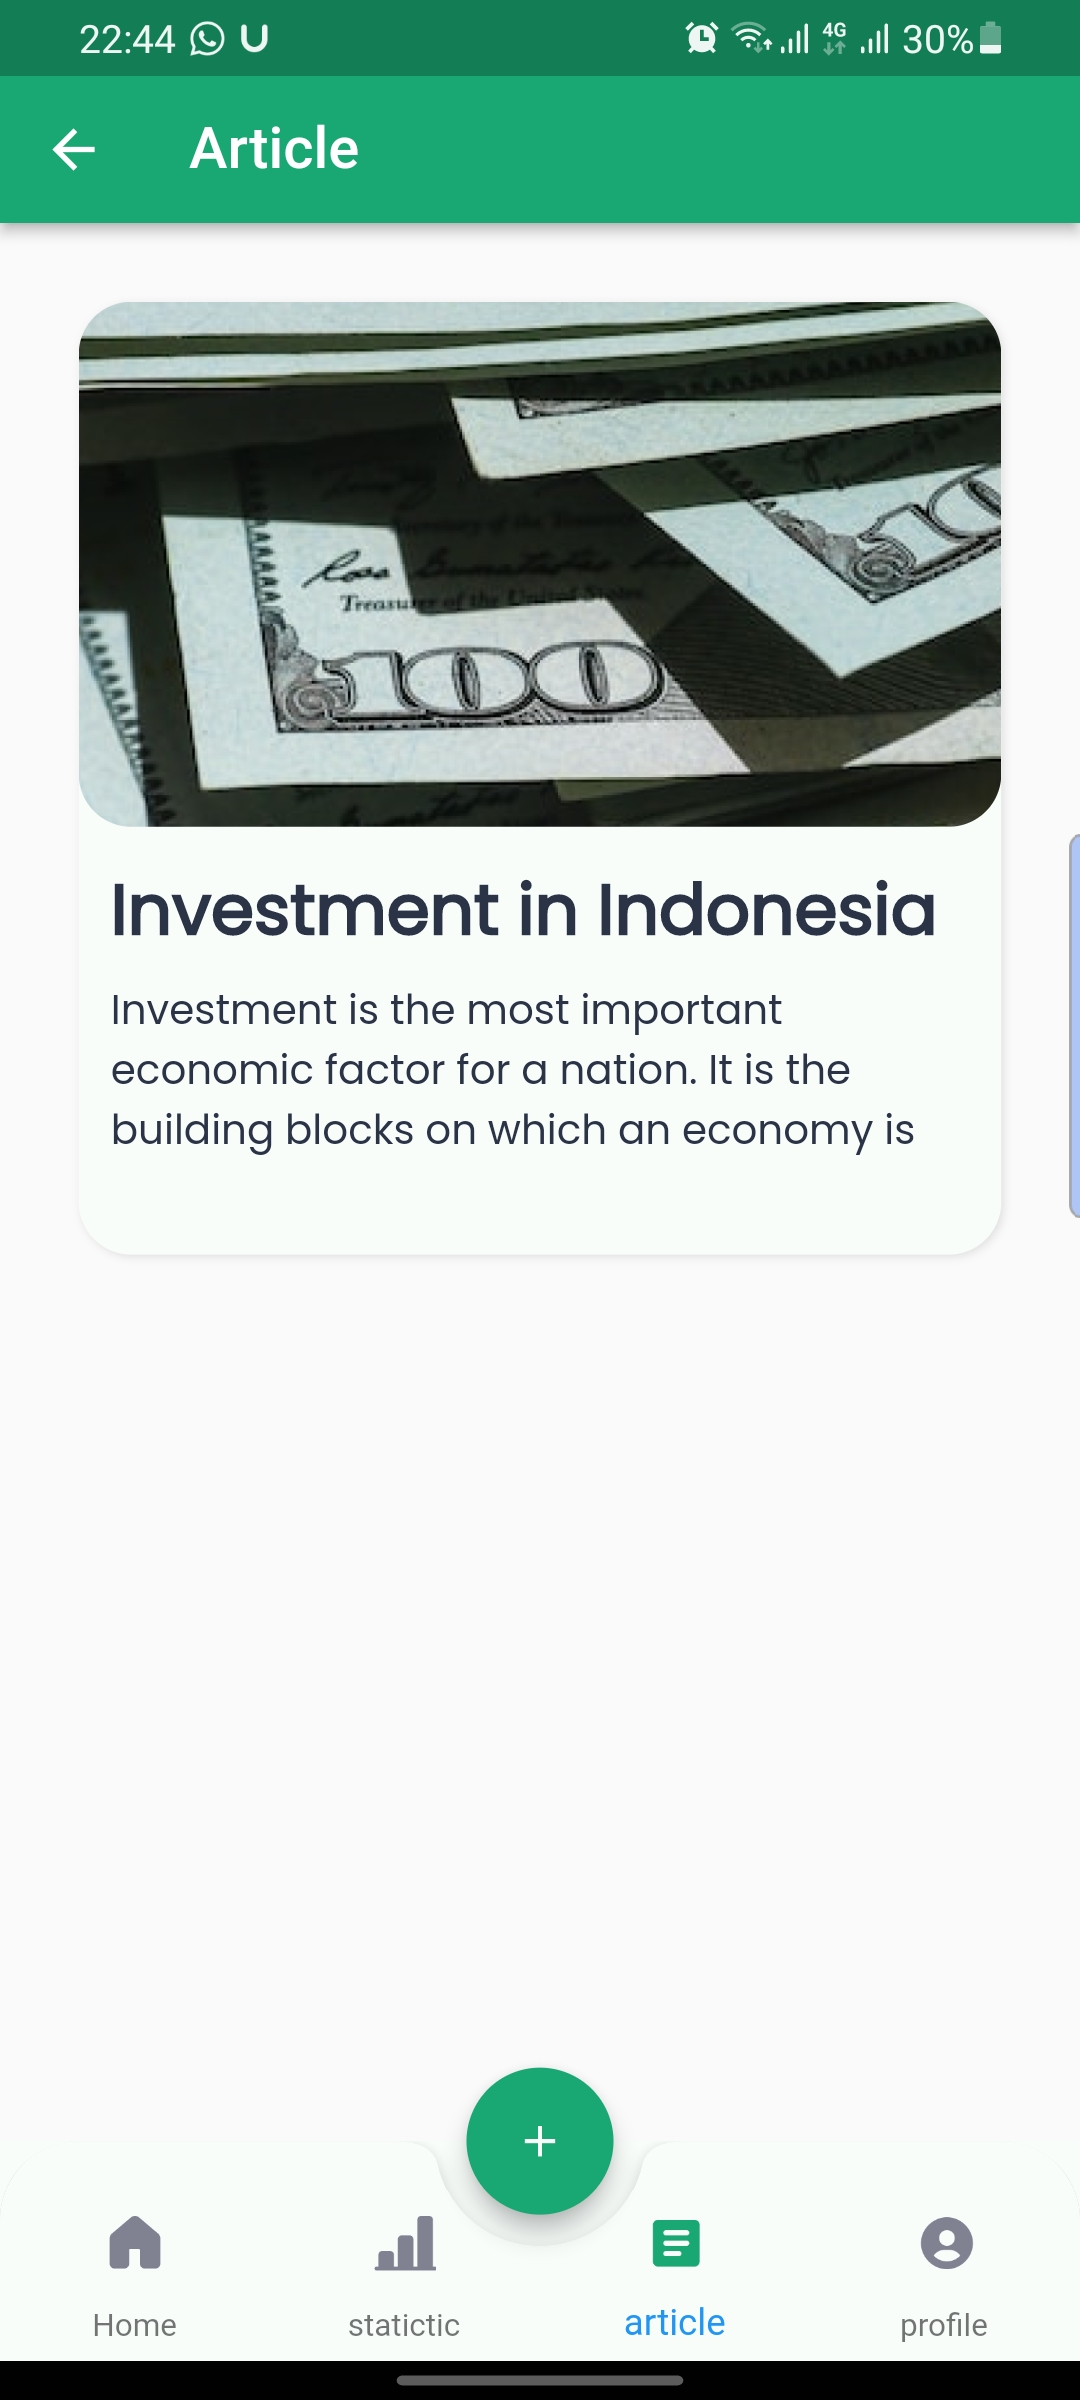 22:44 4G 30%
Article
Treasurer of the United States
100
Investment in Indonesia
Investment is the most important
economic factor for a nation. It is the
building blocks on which an economy is
Home statictic article profile